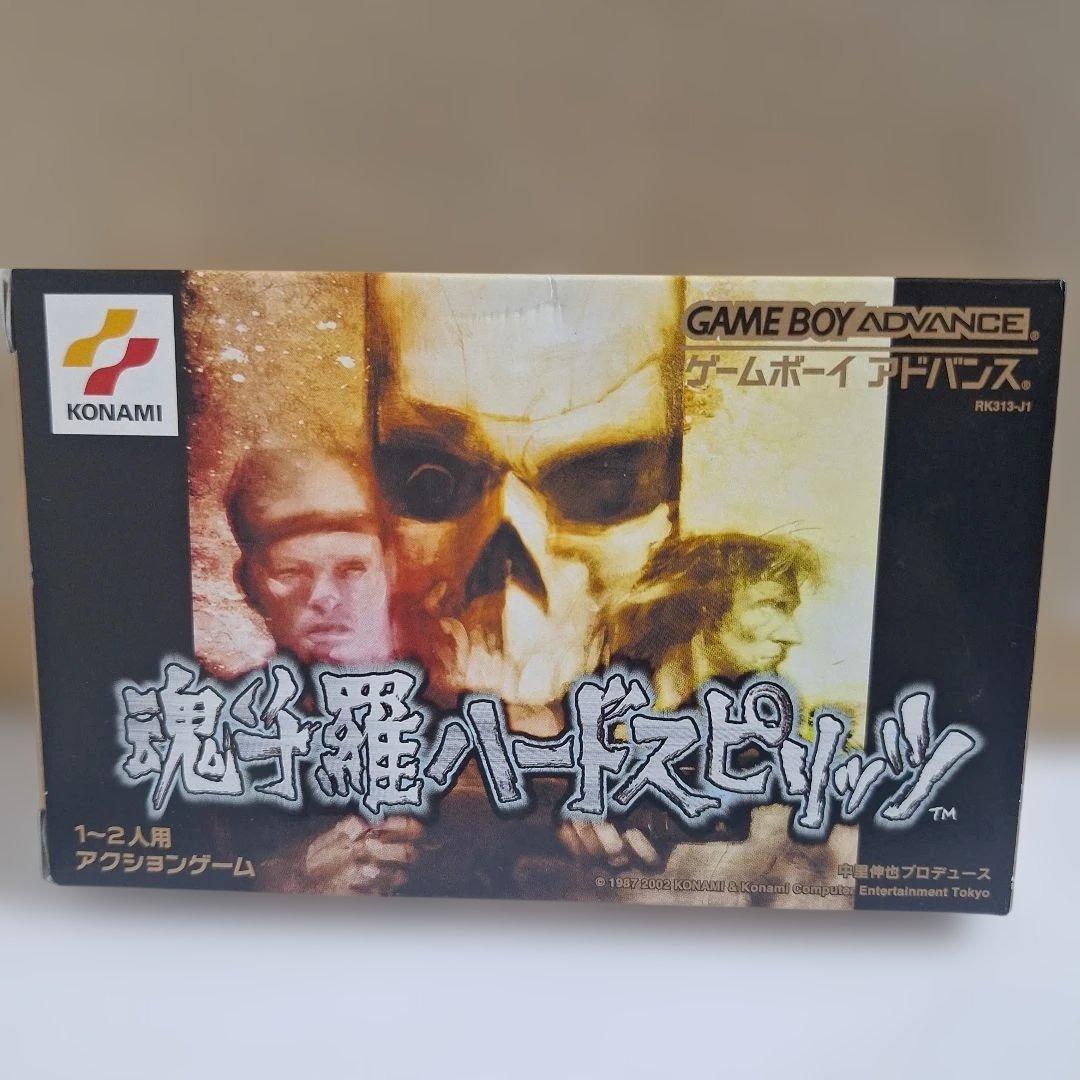 KONAMI
GAME BOY ADVANCE®
ゲームボーイ アドバンス®
RK313-J1
魂斗羅ハードスピリッツ™
1〜2人用
アクションゲーム
中里伸也プロデュース
© 1987 2002 KONAMI & Konami Computer Entertainment Tokyo